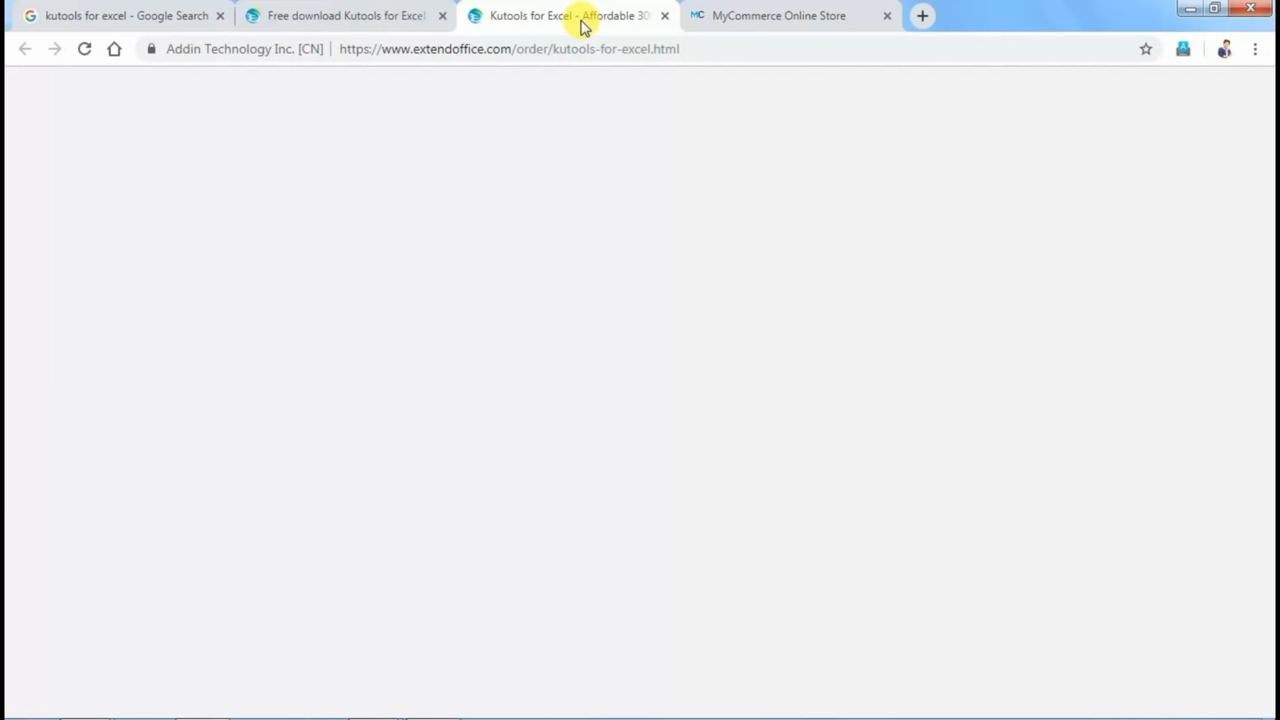 kutools for excel - Google Search
Free download Kutools for Excel
Kutools for Excel - Affordable 30
MC MyCommerce Online Store
Addin Technology Inc. [CN] https://www.extendoffice.com/order/kutools-for-excel.html